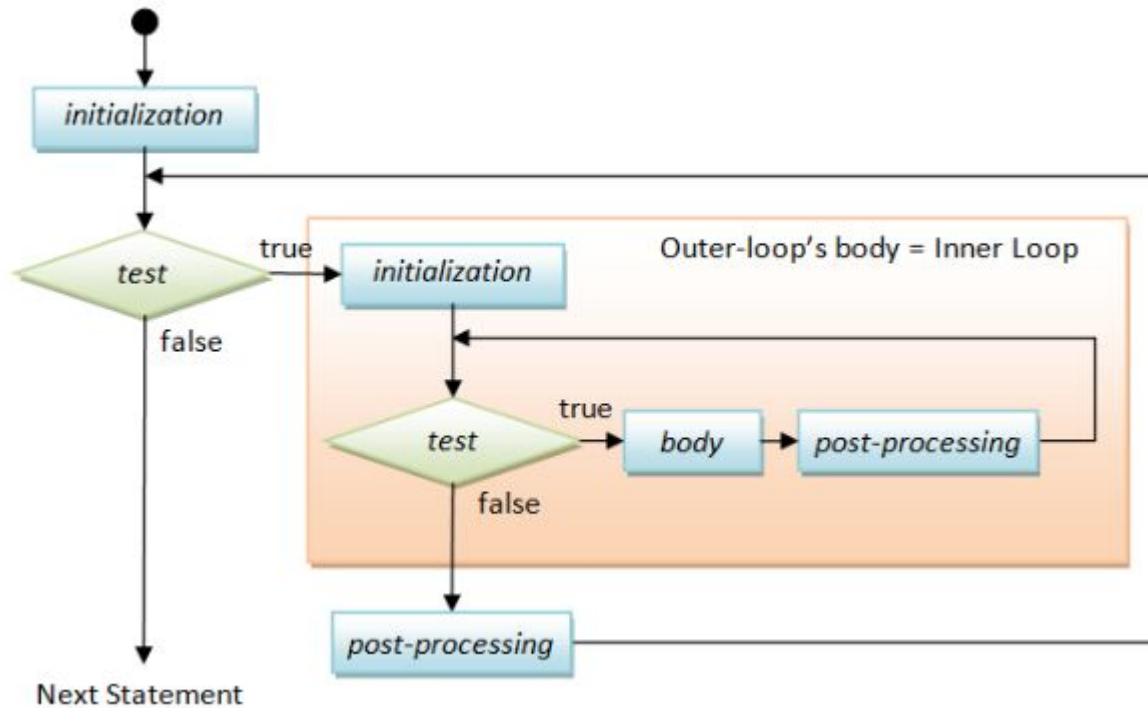 initialization
test
true
false
Outer-loop's body = Inner Loop
initialization
test
true
body
post-processing
false
post-processing
Next Statement